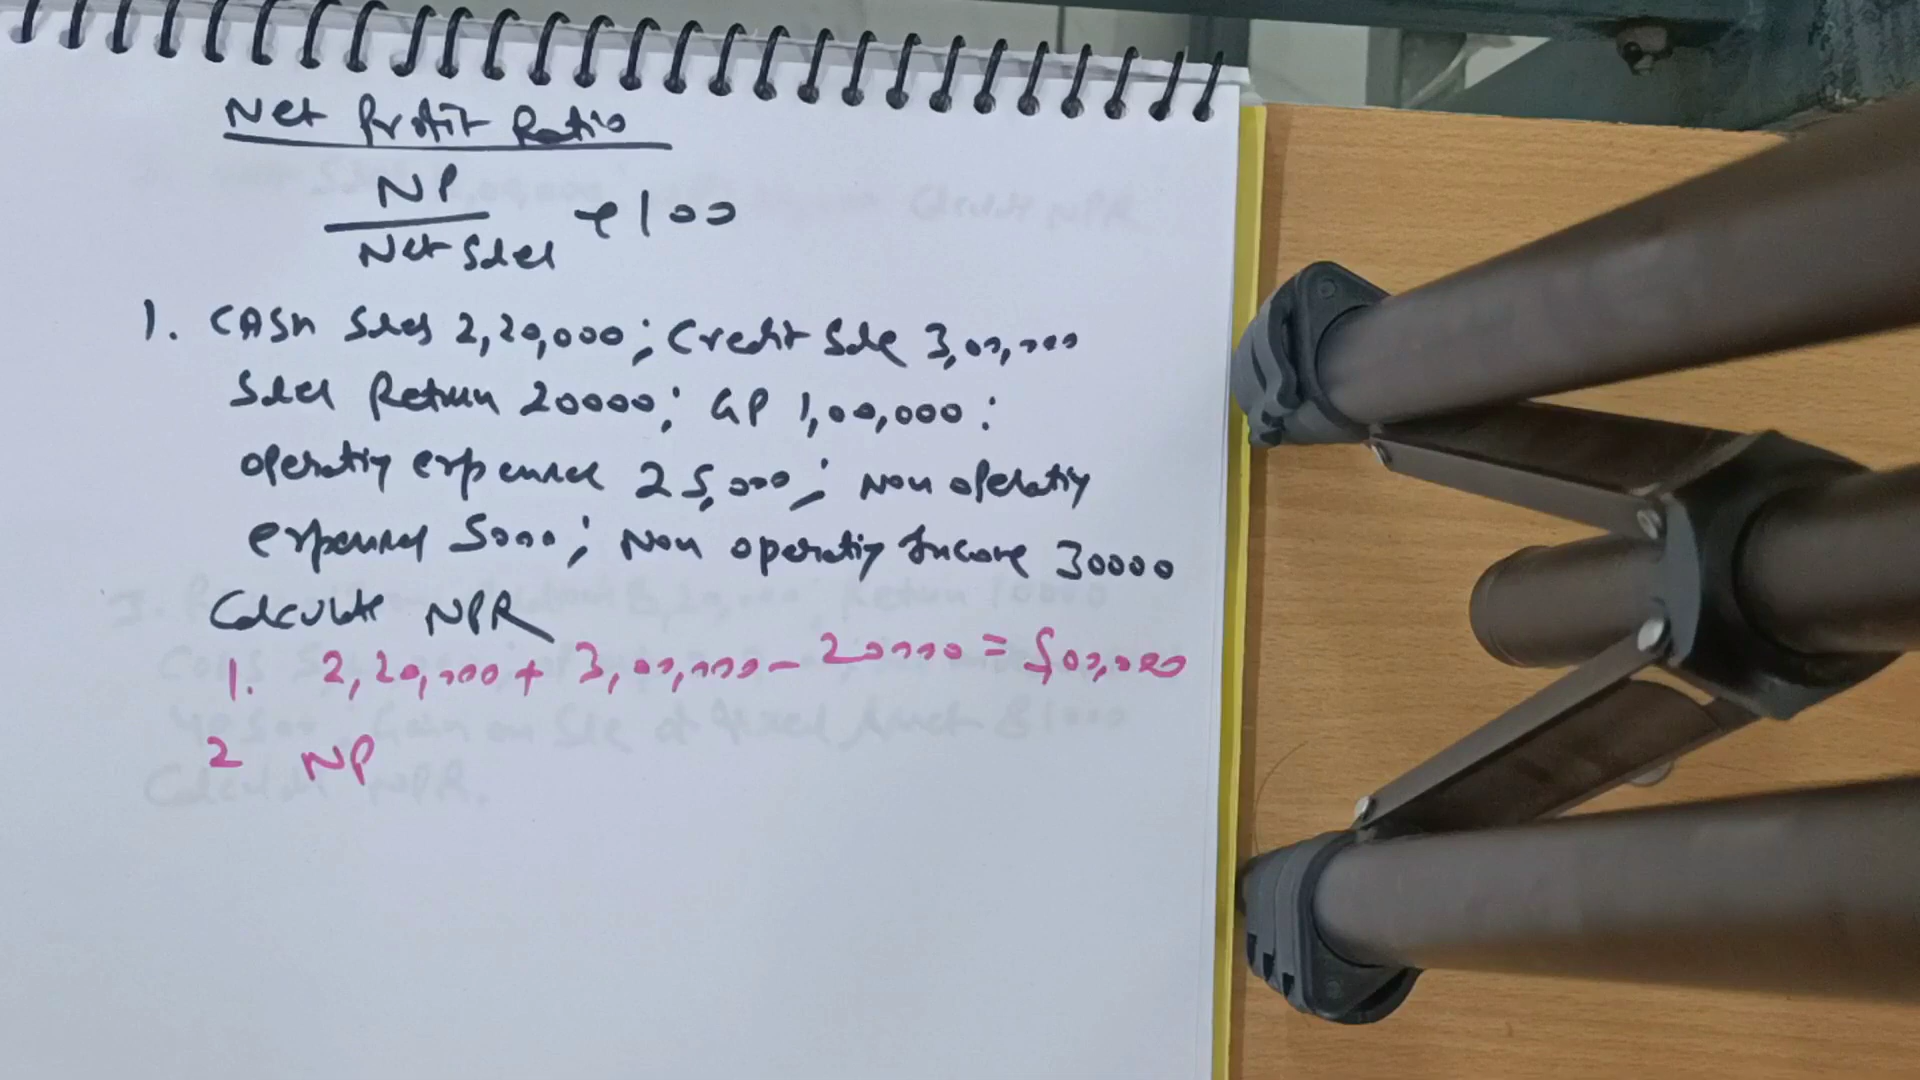 Net Profit Ratio
NP
Net Sales × 100
1. CASH Sales 2,20,000; Credit Sale 3,00,000
Sales Return 20000; GP 1,00,000;
operating expenses 25,000; Non operating
expenses 5000; Non operating Income 30000
Calculate NPR
1. 2,20,000 + 3,00,000 - 20000 = 500,000
2 NP